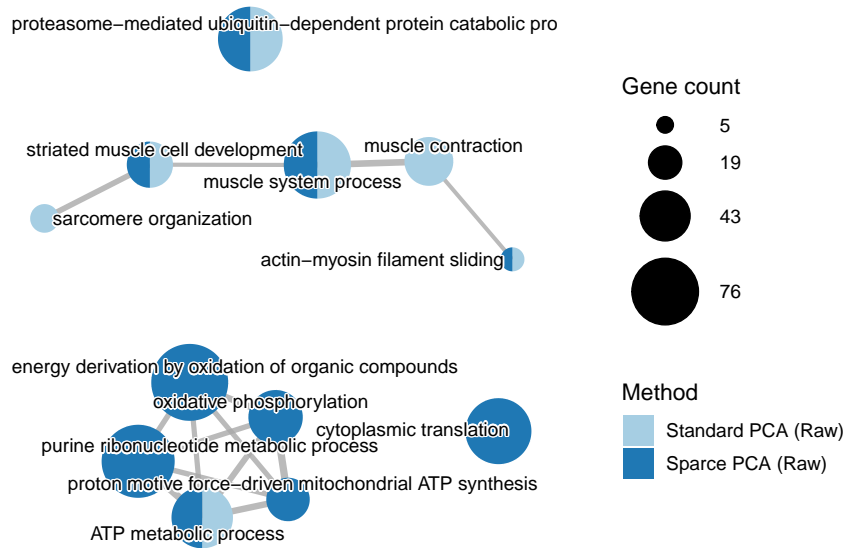 proteasome−mediated ubiquitin−dependent protein catabolic pro
striated muscle cell development
muscle contraction
muscle system process
sarcomere organization
actin−myosin filament sliding
energy derivation by oxidation of organic compounds
oxidative phosphorylation
cytoplasmic translation
purine ribonucleotide metabolic process
proton motive force−driven mitochondrial ATP synthesis
ATP metabolic process
Gene count
5
19
43
76
Method
Standard PCA (Raw)
Sparce PCA (Raw)